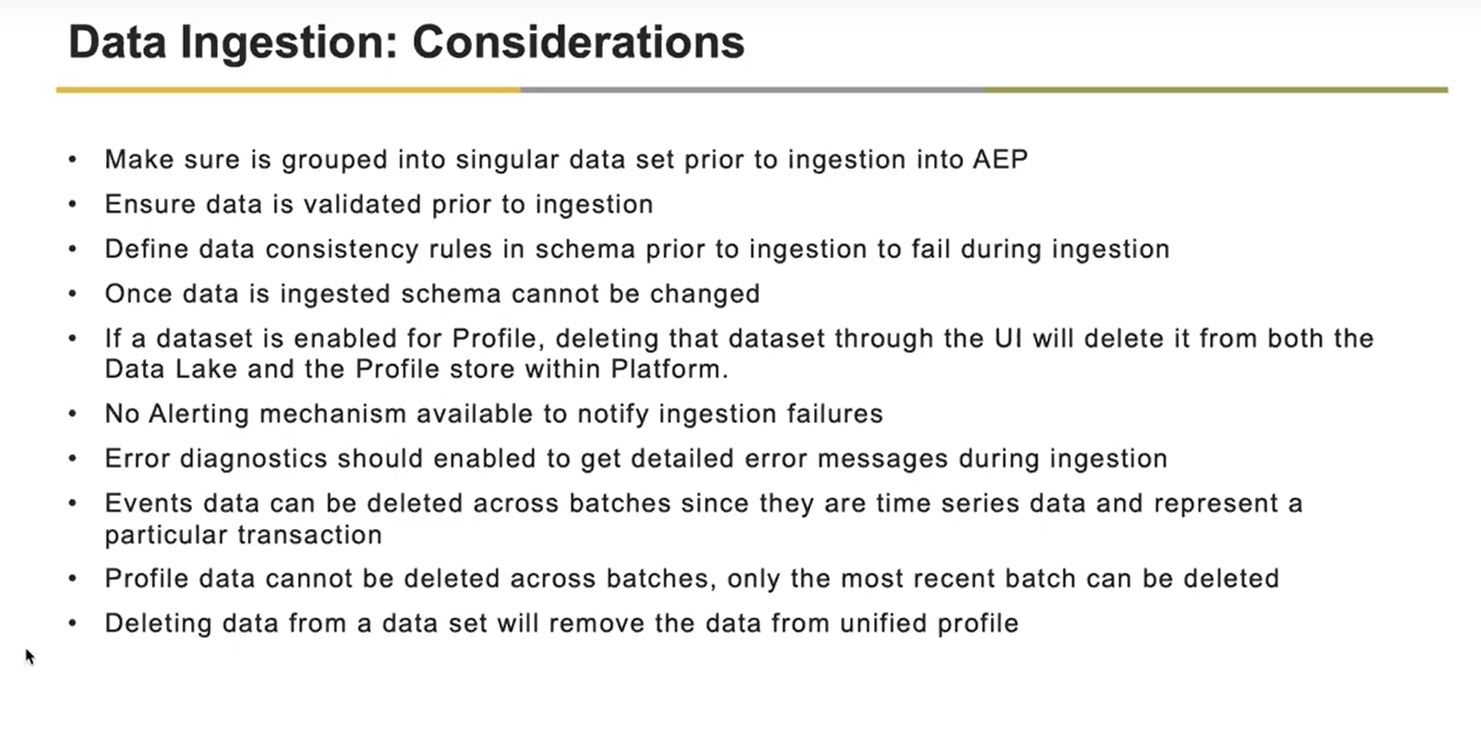 Data Ingestion: Considerations
• Make sure is grouped into singular data set prior to ingestion into AEP
• Ensure data is validated prior to ingestion
• Define data consistency rules in schema prior to ingestion to fail during ingestion
• Once data is ingested schema cannot be changed
• If a dataset is enabled for Profile, deleting that dataset through the UI will delete it from both the
Data Lake and the Profile store within Platform.
• No Alerting mechanism available to notify ingestion failures
• Error diagnostics should enabled to get detailed error messages during ingestion
• Events data can be deleted across batches since they are time series data and represent a
particular transaction
• Profile data cannot be deleted across batches, only the most recent batch can be deleted
• Deleting data from a data set will remove the data from unified profile